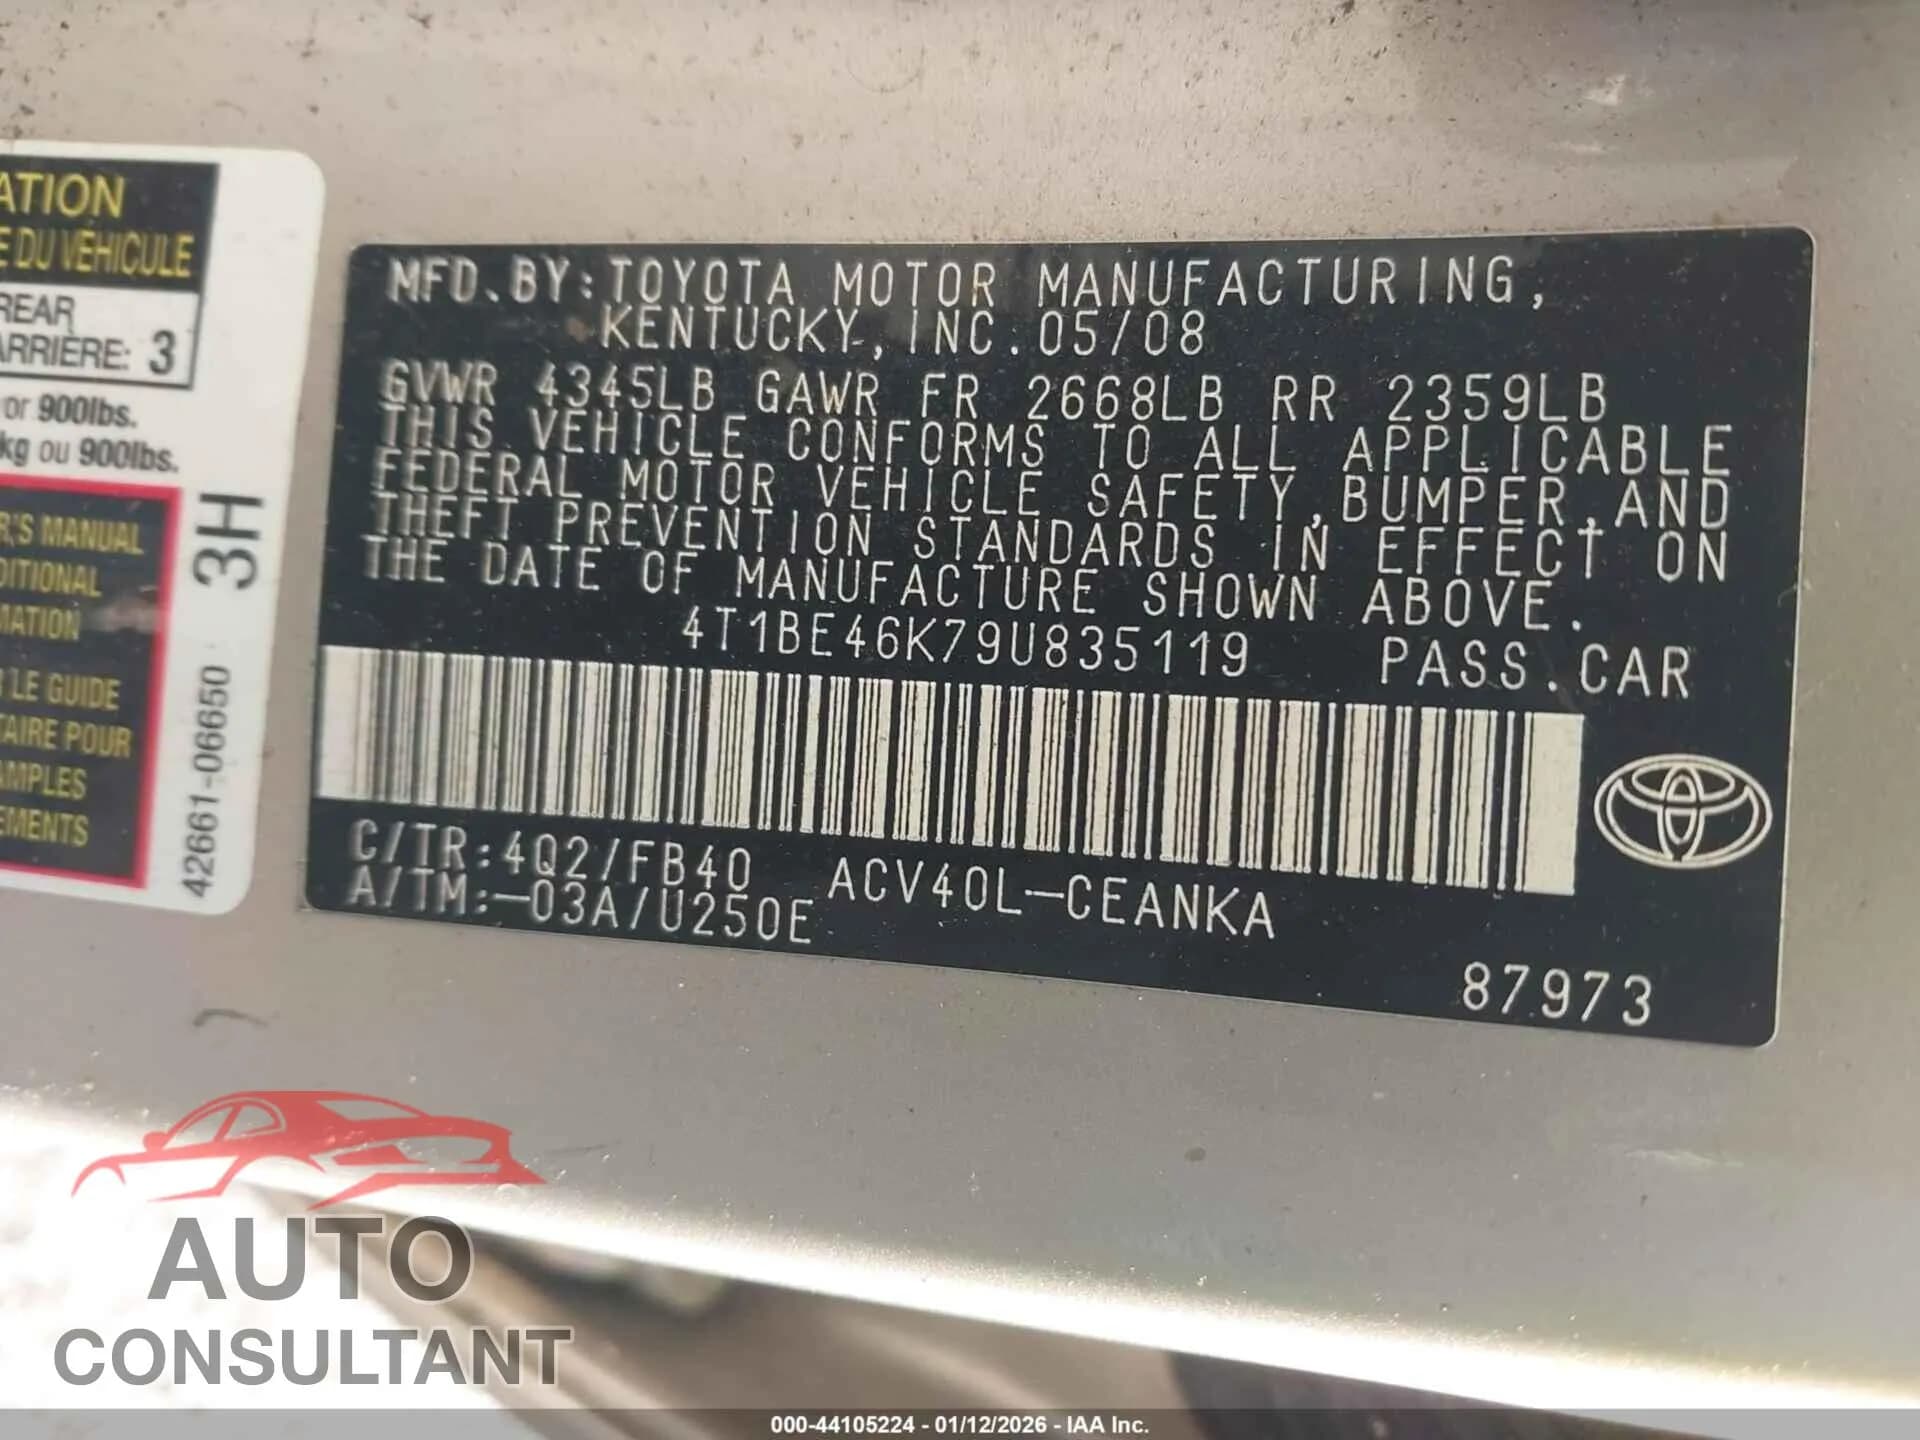 ATION
E DU VÉHICULE
REAR
ARRIÈRE: 3
or 900lbs.
kg ou 900lbs.
R'S MANUAL
DITIONAL
MATION
LE GUIDE
TAIRE POUR
AMPLES
EMENTS
42661-06650 3H
MFD.BY:TOYOTA MOTOR MANUFACTURING,
KENTUCKY, INC. 05/08
GVWR 4345LB GAWR FR 2668LB RR 2359LB
THIS VEHICLE CONFORMS TO ALL APPLICABLE
FEDERAL MOTOR VEHICLE SAFETY,BUMPER,AND
THEFT PREVENTION STANDARDS IN EFFECT ON
THE DATE OF MANUFACTURE SHOWN ABOVE.
4T1BE46K79U835119 PASS.CAR
C/TR:4Q2/FB40 ACV40L-CEANKA
A/TM:-03A/U250E
87973
AUTO
CONSULTANT
000-44105224 - 01/12/2026 - IAA Inc.